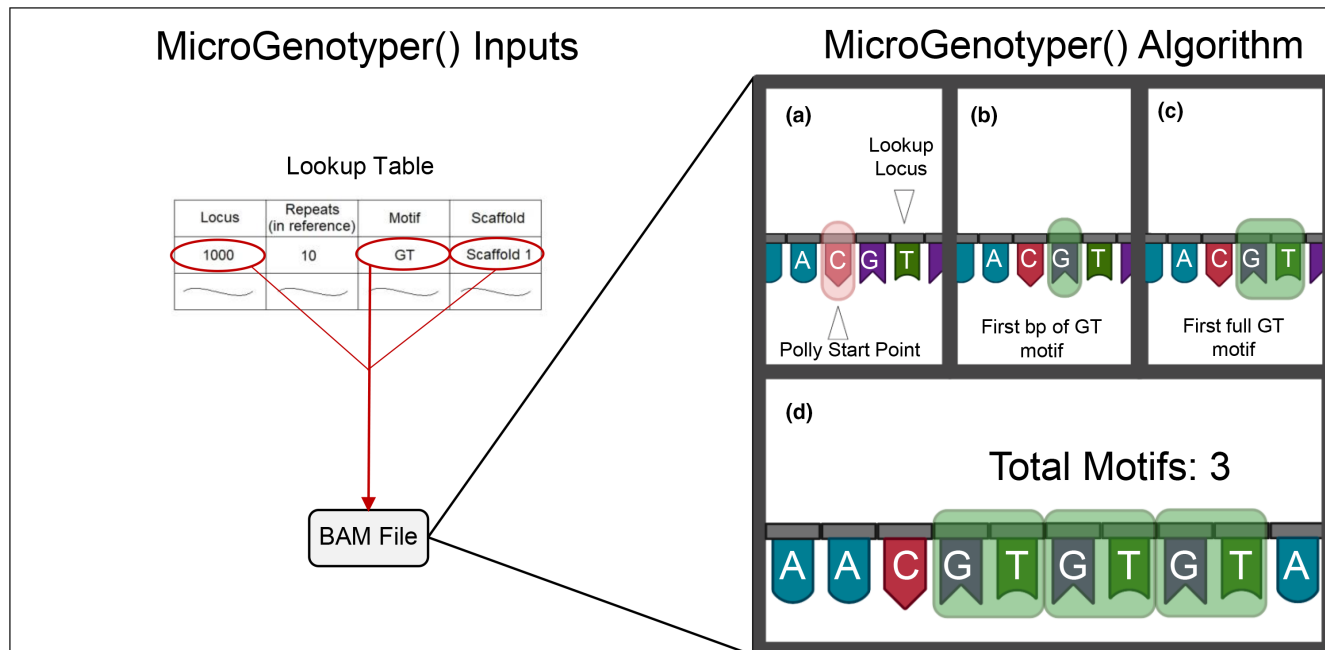 MicroGenotyper() Inputs
Lookup Table
Locus Repeats (in reference) Motif Scaffold
1000 10 GT Scaffold 1
BAM File
MicroGenotyper() Algorithm
(a)
Lookup
Locus
A C G T
Polly Start Point
(b)
A C G T
First bp of GT
motif
(c)
A C G T
First full GT
motif
(d)
Total Motifs: 3
A A C G T G T G T A